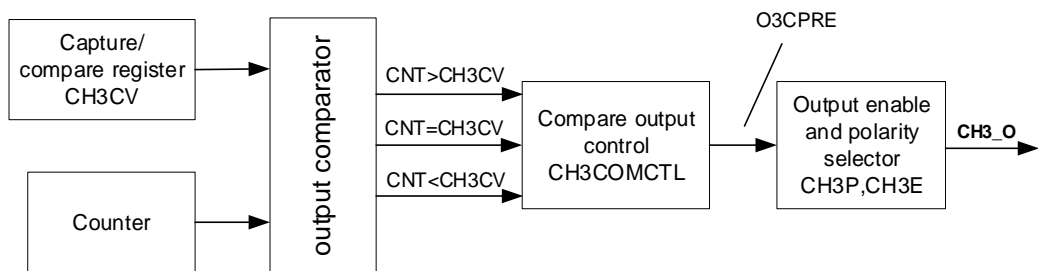 Capture/
compare register
CH3CV
Counter
output comparator
CNT>CH3CV
CNT=CH3CV
CNT<CH3CV
Compare output
control
CH3COMCTL
O3CPRE
Output enable
and polarity
selector
CH3P,CH3E
CH3_O